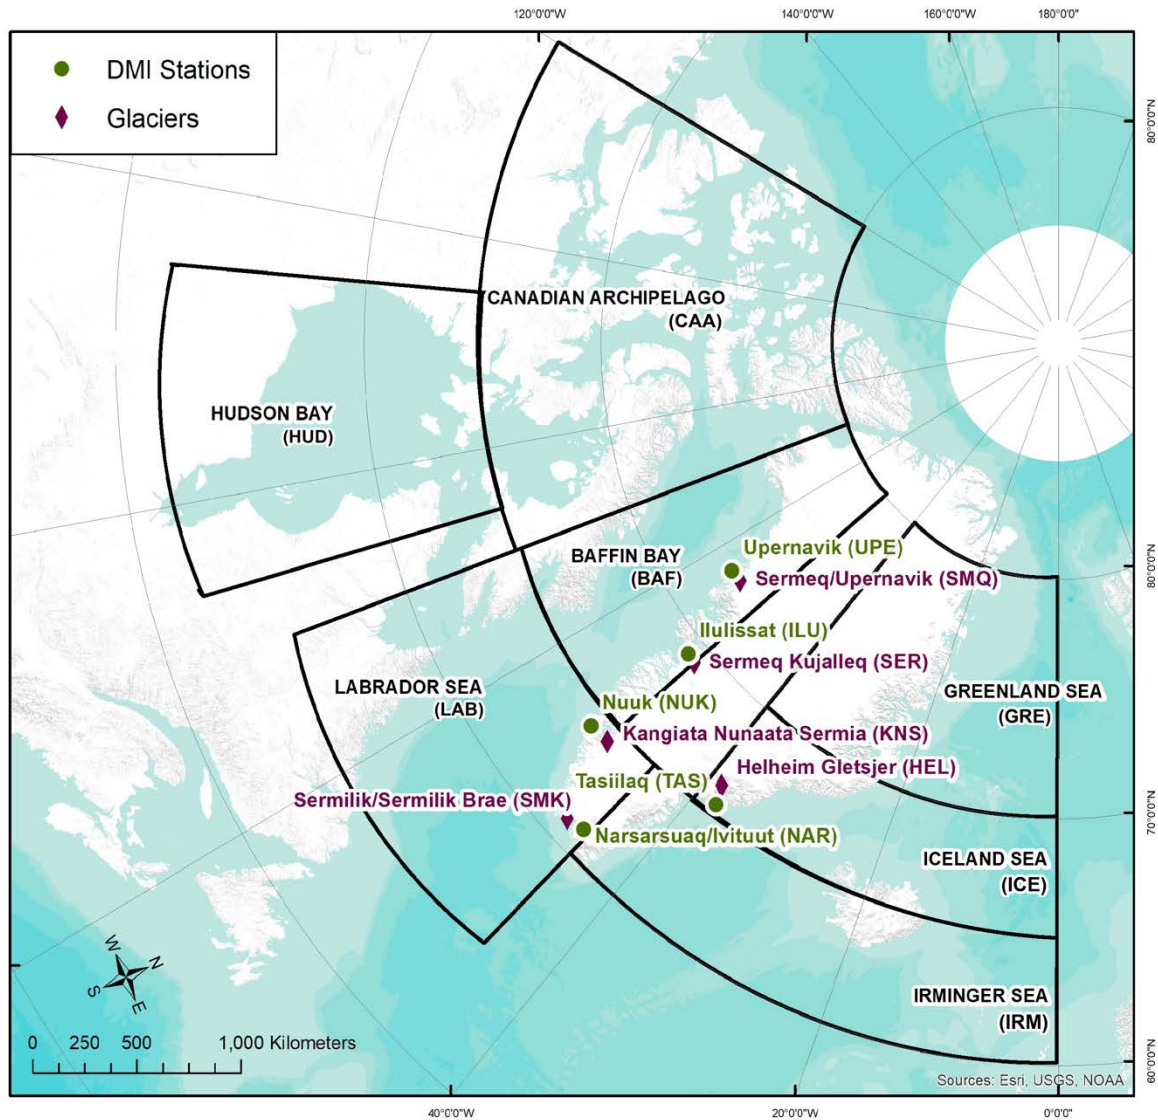 120°0'0"W
140°0'0"W
160°0'0"W
180°0'0"
DMI Stations
Glaciers
80°0'0"N
CANADIAN ARCHIPELAGO
(CAA)
HUDSON BAY
(HUD)
BAFFIN BAY
(BAF)
Upernavik (UPE)
Sermeq/Upernavik (SMQ)
80°0'0"N
Ilulissat (ILU)
Sermeq Kujalleq (SER)
LABRADOR SEA
(LAB)
GREENLAND SEA
(GRE)
Nuuk (NUK)
Kangiata Nunaata Sermia (KNS)
Helheim Gletsjer (HEL)
Tasiilaq (TAS)
Sermilik/Sermilik Brae (SMK)
Narsarsuaq/Ivituut (NAR)
70°0'0"N
ICELAND SEA
(ICE)
W
N
S
E
IRMINGER SEA
(IRM)
0 250 500 1,000 Kilometers
Sources: Esri, USGS, NOAA
60°0'0"N
40°0'0"W
20°0'0"W
0°0'0"